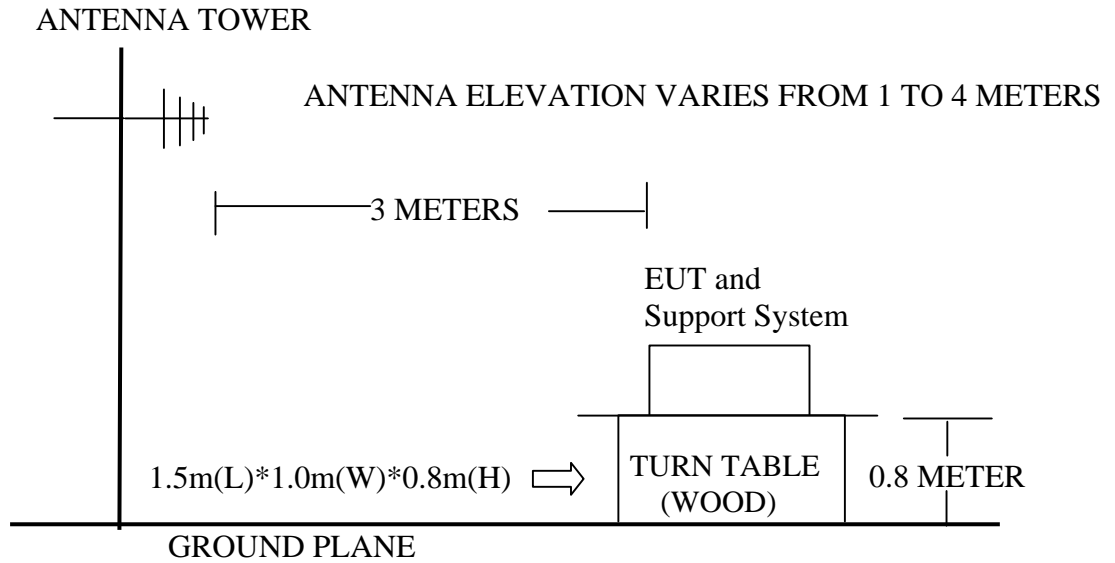 ANTENNA TOWER
ANTENNA ELEVATION VARIES FROM 1 TO 4 METERS
3 METERS
EUT and
Support System
1.5m(L)*1.0m(W)*0.8m(H)
TURN TABLE
(WOOD)
0.8 METER
GROUND PLANE